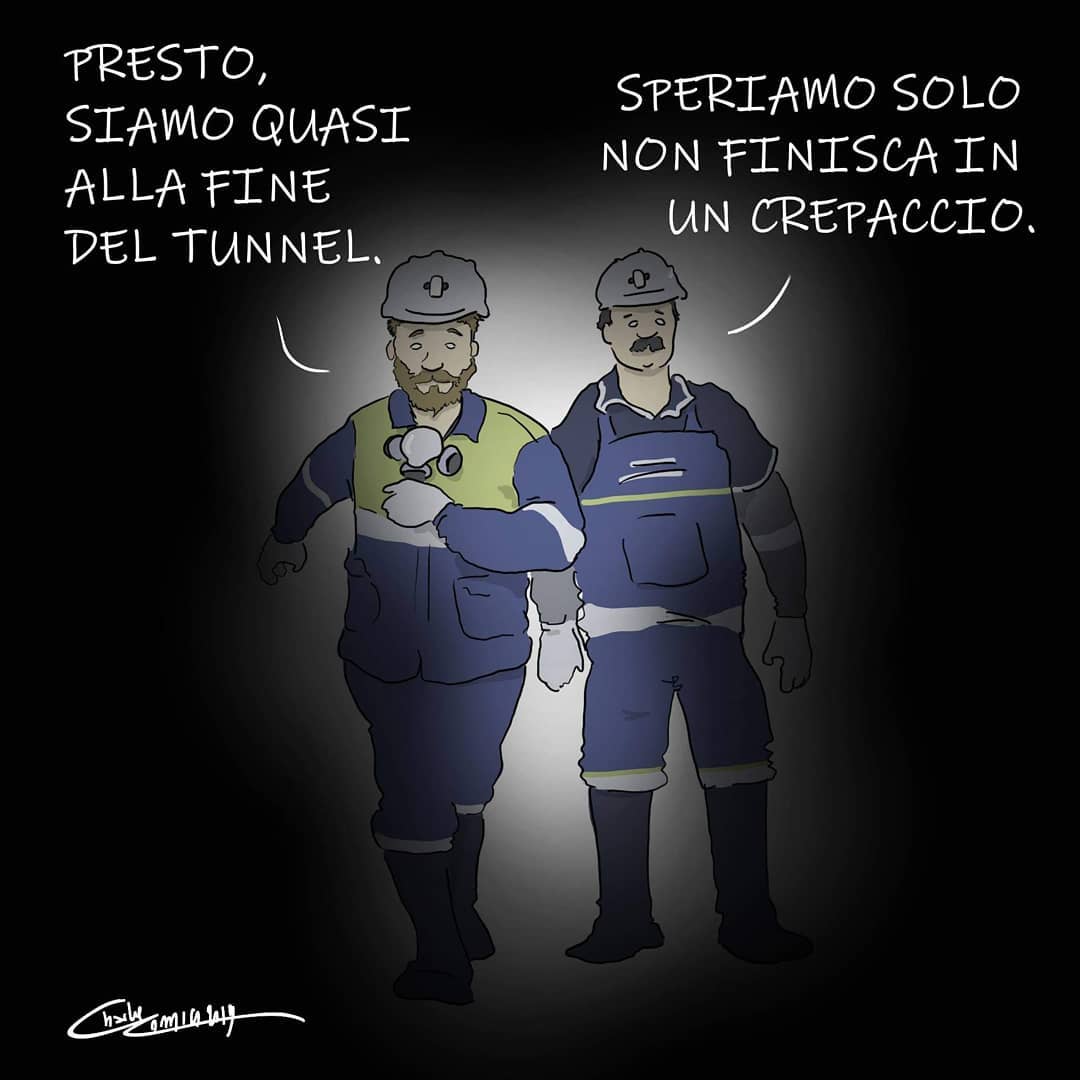 PRESTO,
SIAMO QUASI
ALLA FINE
DEL TUNNEL.
SPERIAMO SOLO
NON FINISCA IN
UN CREPACCIO.